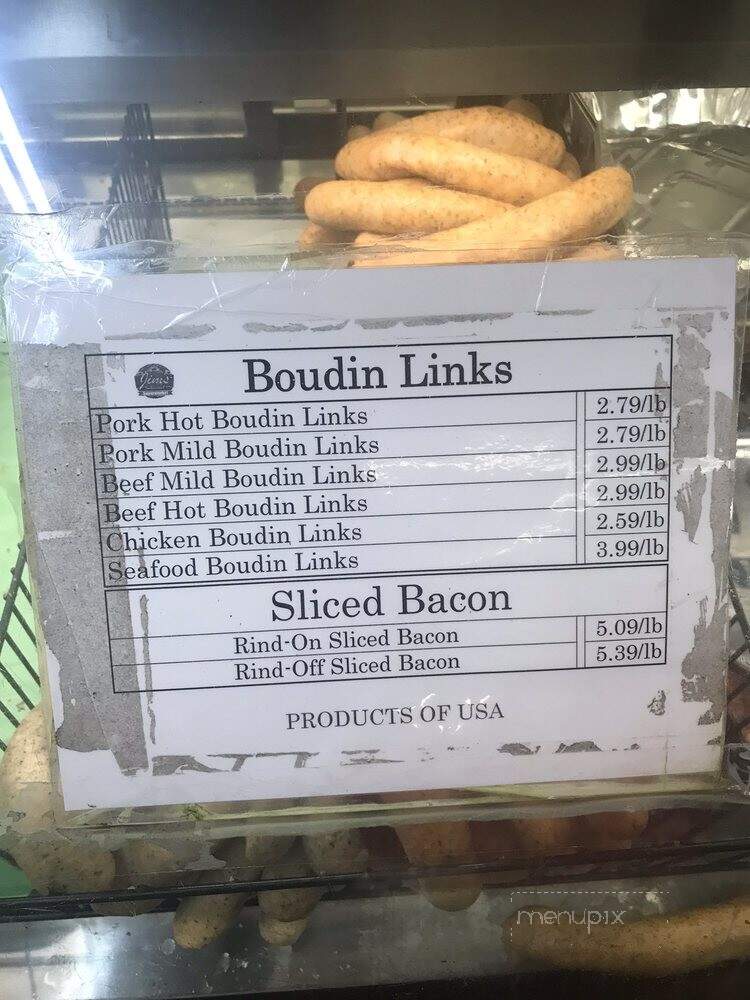 Jim's
Boudin Links
Pork Hot Boudin Links 2.79/lb
Pork Mild Boudin Links 2.79/lb
Beef Mild Boudin Links 2.99/lb
Beef Hot Boudin Links 2.99/lb
Chicken Boudin Links 2.59/lb
Seafood Boudin Links 3.99/lb
Sliced Bacon
Rind-On Sliced Bacon 5.09/lb
Rind-Off Sliced Bacon 5.39/lb
PRODUCTS OF USA
menupix